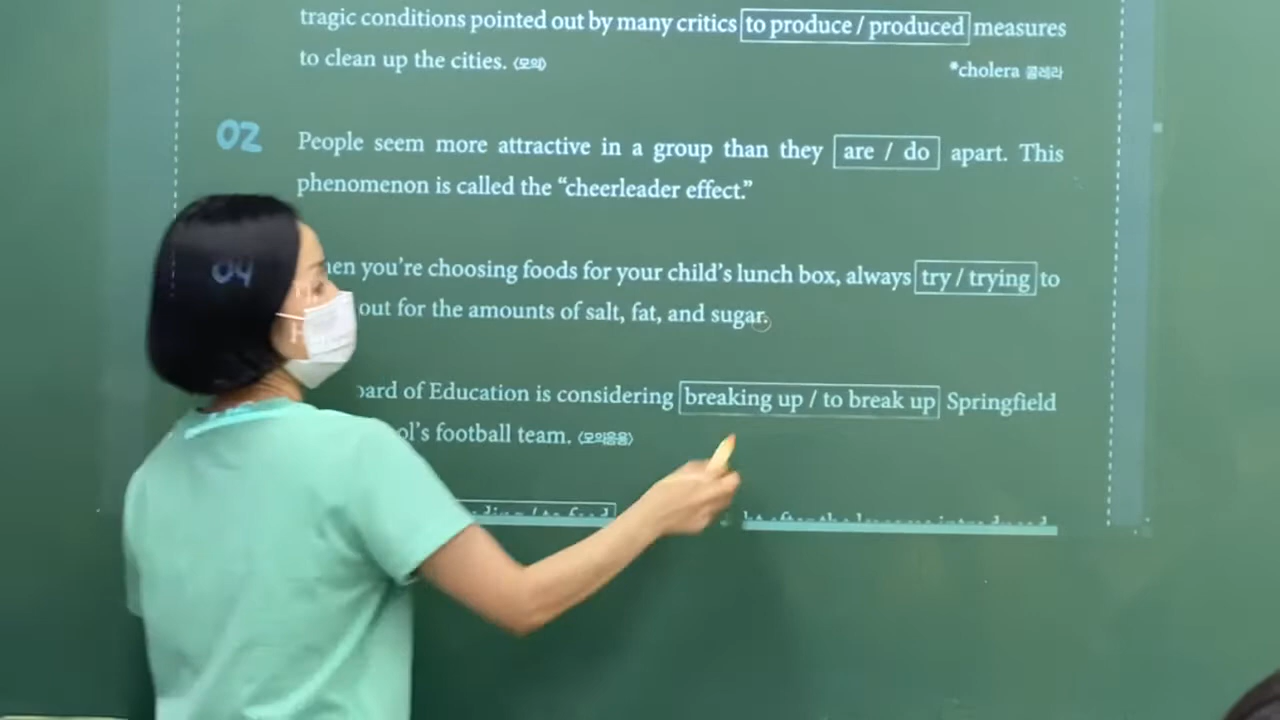 tragic conditions pointed out by many critics to produce / produced measures
to clean up the cities. <모의>
*cholera 콜레라
02 People seem more attractive in a group than they are / do apart. This
phenomenon is called the “cheerleader effect.”
04 en you’re choosing foods for your child’s lunch box, always try / trying to
out for the amounts of salt, fat, and sugar.
ard of Education is considering breaking up / to break up Springfield
ol’s football team. <모의응용>